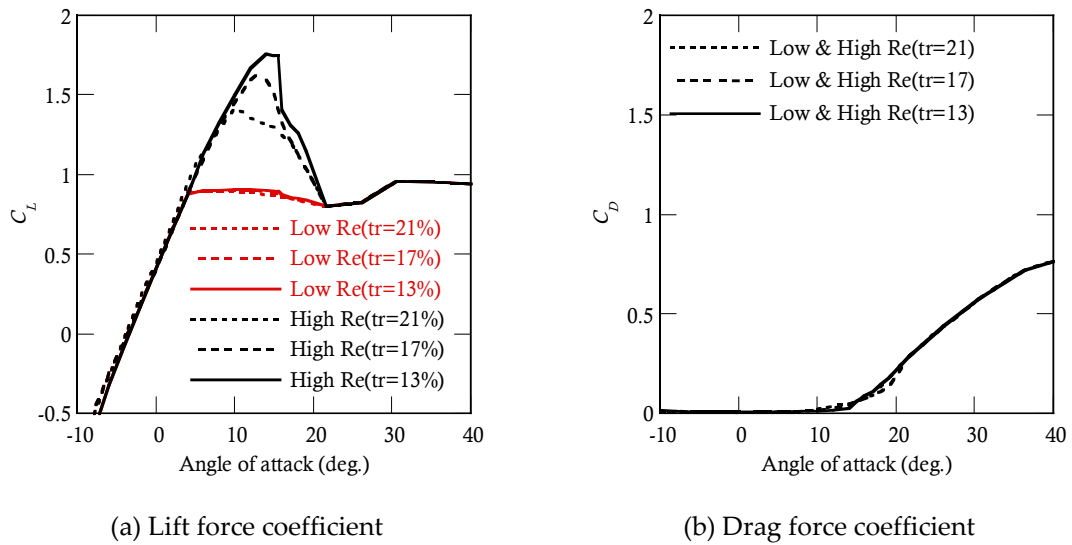 2
1.5
1
0.5
0
-0.5
C_L
Low Re(tr=21%)
Low Re(tr=17%)
Low Re(tr=13%)
High Re(tr=21%)
High Re(tr=17%)
High Re(tr=13%)
-10 0 10 20 30 40
Angle of attack (deg.)
(a) Lift force coefficient
2
1.5
1
0.5
0
C_D
Low & High Re(tr=21)
Low & High Re(tr=17)
Low & High Re(tr=13)
-10 0 10 20 30 40
Angle of attack (deg.)
(b) Drag force coefficient